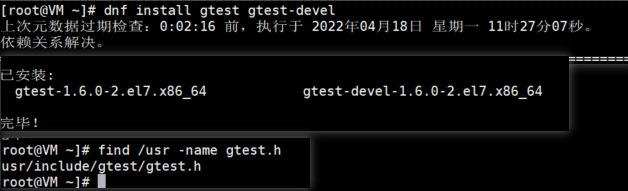 [root@VM ~]# dnf install gtest gtest-devel
上次元数据过期检查：0:02:16 前，执行于 2022年04月18日 星期一 11时27分07秒。
依赖关系解决。
已安装:
gtest-1.6.0-2.el7.x86_64 gtest-devel-1.6.0-2.el7.x86_64
完毕！
root@VM ~]# find /usr -name gtest.h
usr/include/gtest/gtest.h
root@VM ~]#